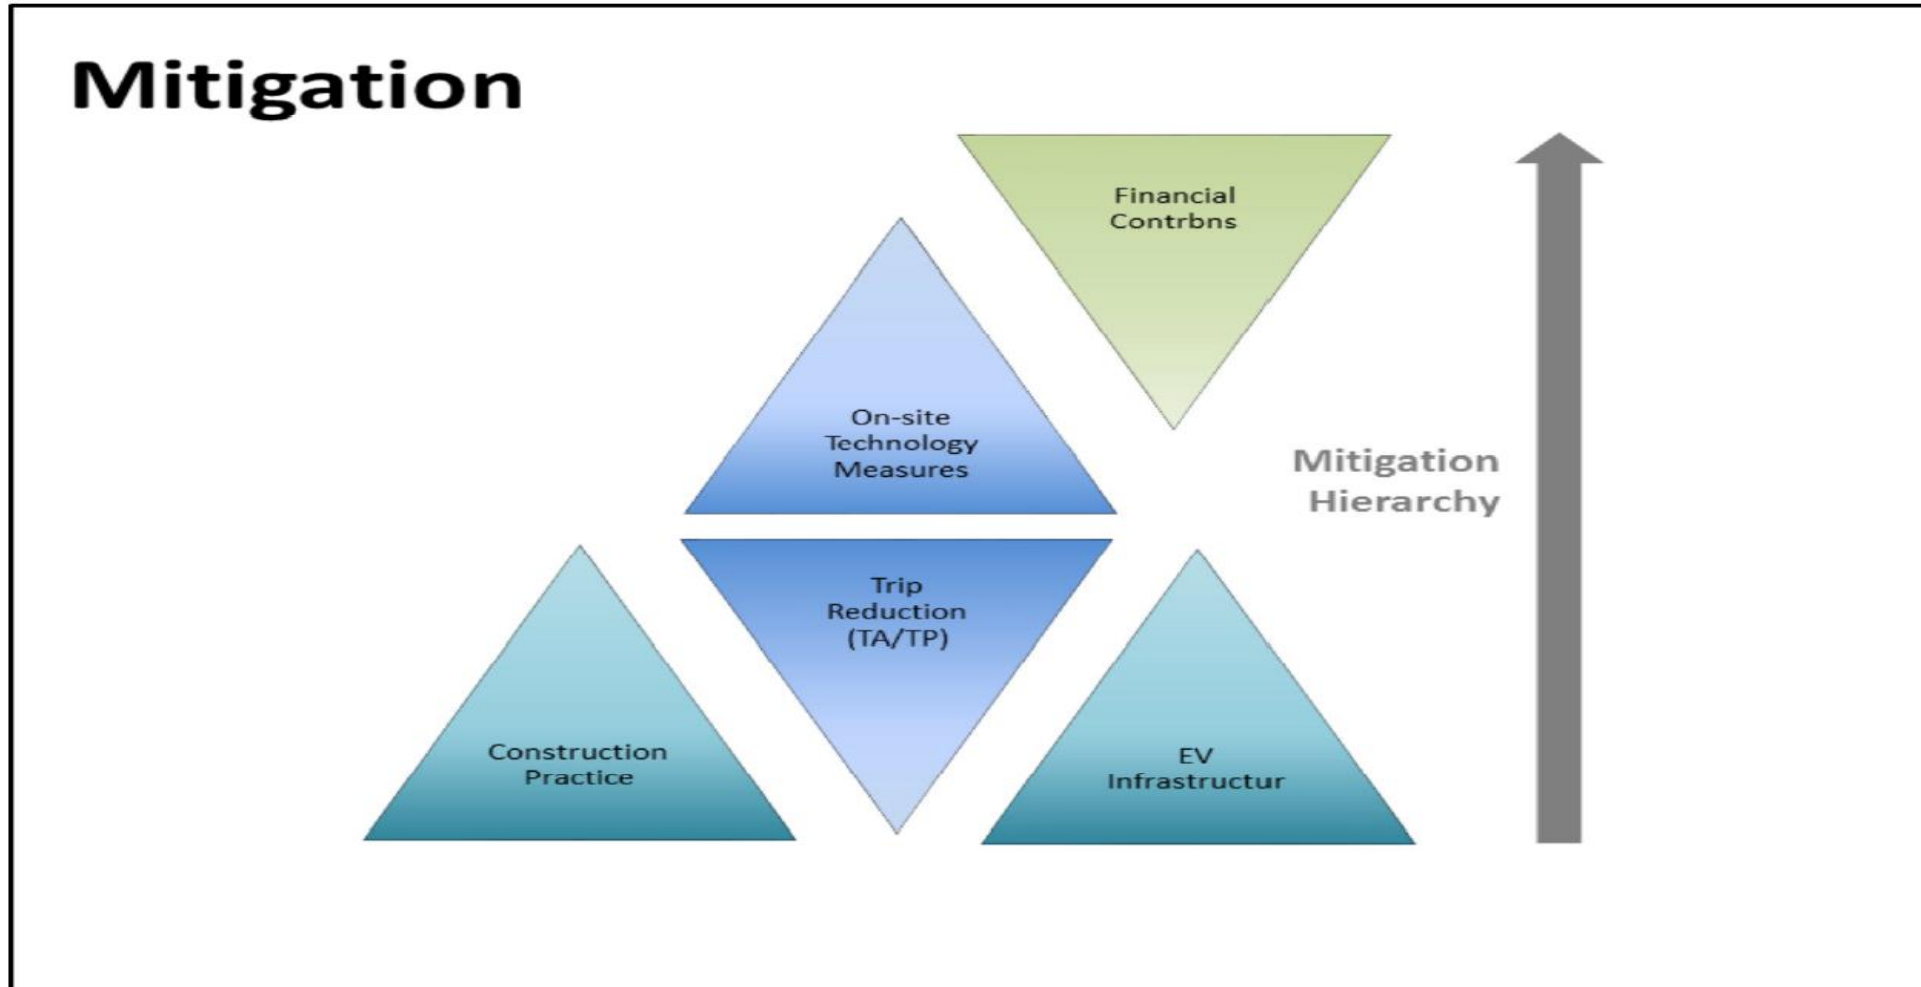 Mitigation
Financial
Contrbns
On-site
Technology
Measures
Mitigation
Hierarchy
Trip
Reduction
(TA/TP)
Construction
Practice
EV
Infrastructur